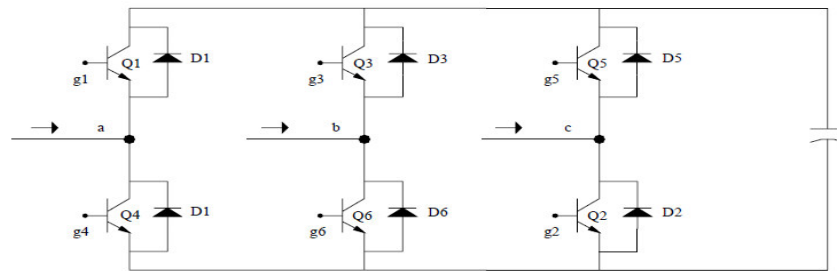 Q1 D1 Q3 D3 Q5 D5
g1 g3 g5
a b c
Q4 D1 Q6 D6 Q2 D2
g4 g6 g2